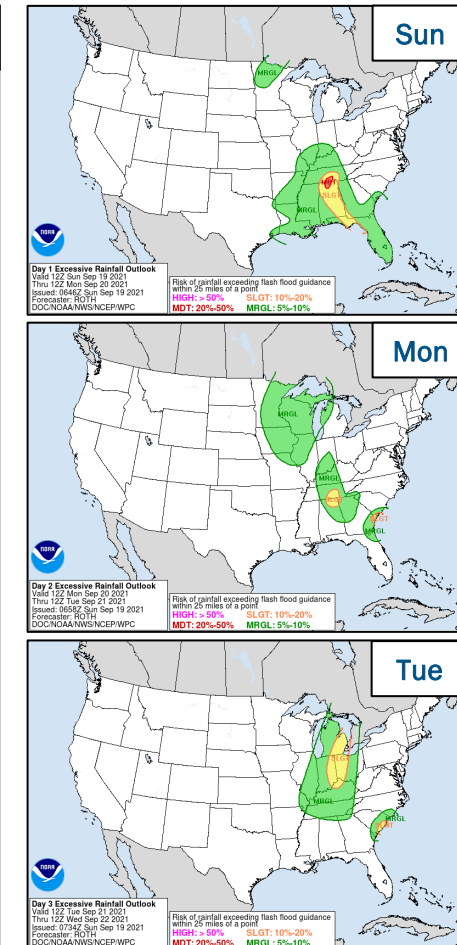 Sun
MRGL
MDT
SLGT
MRGL
MRGL
NOAA
Day 1 Excessive Rainfall Outlook
Valid 12Z Sun Sep 19 2021
Thru 12Z Mon Sep 20 2021
Issued: 0646Z Sun Sep 19 2021
Forecaster: ROTH
DOC/NOAA/NWS/NCEP/WPC
Risk of rainfall exceeding flash flood guidance
within 25 miles of a point
HIGH: > 50% SLGT: 10%-20%
MDT: 20%-50% MRGL: 5%-10%
Mon
MRGL
MRGL
SLGT
SLGT
MRGL
NOAA
Day 2 Excessive Rainfall Outlook
Valid 12Z Mon Sep 20 2021
Thru 12Z Tue Sep 21 2021
Issued: 0658Z Sun Sep 19 2021
Forecaster: ROTH
DOC/NOAA/NWS/NCEP/WPC
Risk of rainfall exceeding flash flood guidance
within 25 miles of a point
HIGH: > 50% SLGT: 10%-20%
MDT: 20%-50% MRGL: 5%-10%
Tue
SLGT
MRGL
MRGL
SLGT
NOAA
Day 3 Excessive Rainfall Outlook
Valid 12Z Tue Sep 21 2021
Thru 12Z Wed Sep 22 2021
Issued: 0734Z Sun Sep 19 2021
Forecaster: ROTH
DOC/NOAA/NWS/NCEP/WPC
Risk of rainfall exceeding flash flood guidance
within 25 miles of a point
HIGH: > 50% SLGT: 10%-20%
MDT: 20%-50% MRGL: 5%-10%